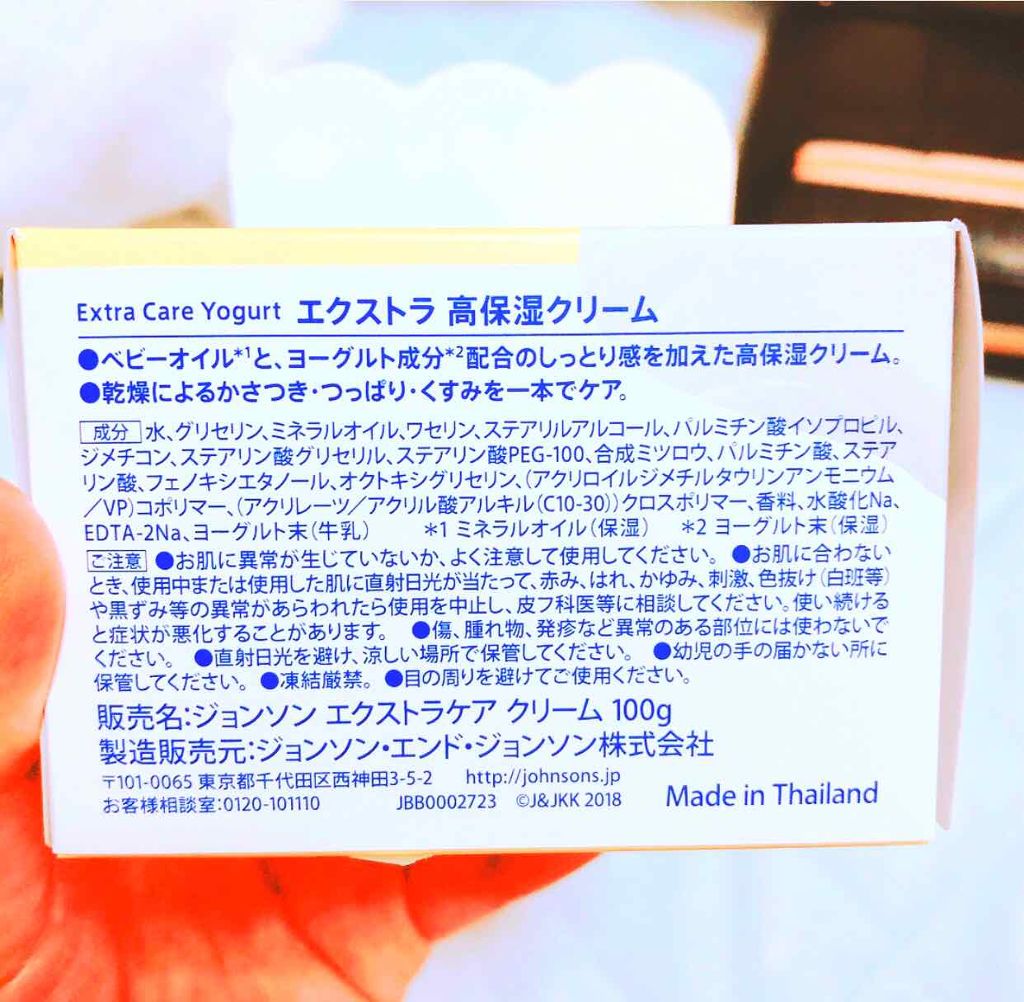 Extra Care Yogurt エクストラ 高保湿クリーム
●ベビーオイル*1と、ヨーグルト成分*2配合のしっとり感を加えた高保湿クリーム。
●乾燥によるかさつき・つっぱり・くすみを一本でケア。
成分 水、グリセリン、ミネラルオイル、ワセリン、ステアリルアルコール、パルミチン酸イソプロピル、
ジメチコン、ステアリン酸グリセリル、ステアリン酸PEG-100、合成ミツロウ、パルミチン酸、ステア
リン酸、フェノキシエタノール、オクトキシグリセリン、(アクリロイルジメチルタウリンアンモニウム
／VP)コポリマー、(アクリレーツ／アクリル酸アルキル(C10-30))クロスポリマー、香料、水酸化Na、
EDTA-2Na、ヨーグルト末(牛乳) *1 ミネラルオイル(保湿) *2 ヨーグルト末(保湿)
ご注意 ●お肌に異常が生じていないか、よく注意して使用してください。 ●お肌に合わない
とき、使用中または使用した肌に直射日光が当たって、赤み、はれ、かゆみ、刺激、色抜け(白斑等)
や黒ずみ等の異常があらわれたら使用を中止し、皮フ科医等に相談してください。使い続ける
と症状が悪化することがあります。 ●傷、腫れ物、発疹など異常のある部位には使わないで
ください。 ●直射日光を避け、涼しい場所で保管してください。 ●幼児の手の届かない所に
保管してください。 ●凍結厳禁。 ●目の周りを避けてご使用ください。
販売名:ジョンソン エクストラケア クリーム 100g
製造販売元:ジョンソン・エンド・ジョンソン株式会社
〒101-0065 東京都千代田区西神田3-5-2 http://johnsons.jp
お客様相談室:0120-101110 JBB0002723 ©J&JKK 2018 Made in Thailand